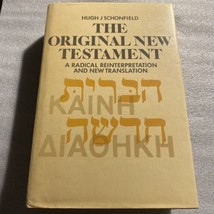 HUGH J SCHONFIELD
THE
ORIGINAL NEW
TESTAMENT
A RADICAL REINTERPRETATION
AND NEW TRANSLATION
הברית
ΚΑΙΝΗ
חדשה
ΔΙΑΘΗΚΗ